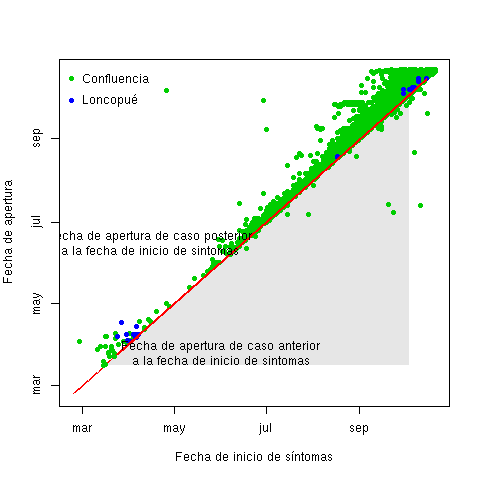 Confluencia
Loncopué
sep
jul
may
mar
Fecha de apertura
echa de apertura de caso posterior
a la fecha de inicio de sintomas
Fecha de apertura de caso anterior
a la fecha de inicio de sintomas
mar
may
jul
sep
Fecha de inicio de síntomas